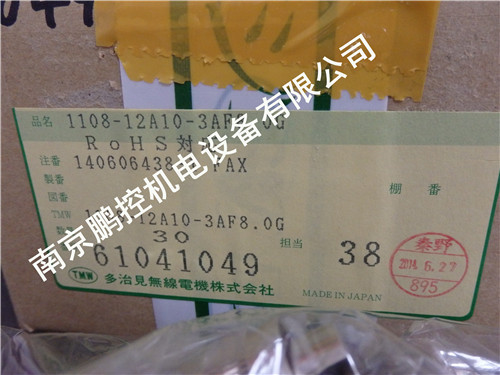 品名 1108-12A10-3AF8.0G
RoHS対応
注番 14060643 FAX
製番
図番
棚番
TMW 12A10-3AF8.0G
30
担当 38
61041049
秦野
2014.6.27
895
TMW 多治見無線電機株式会社
MADE IN JAPAN
南京鹏控机电设备有限公司